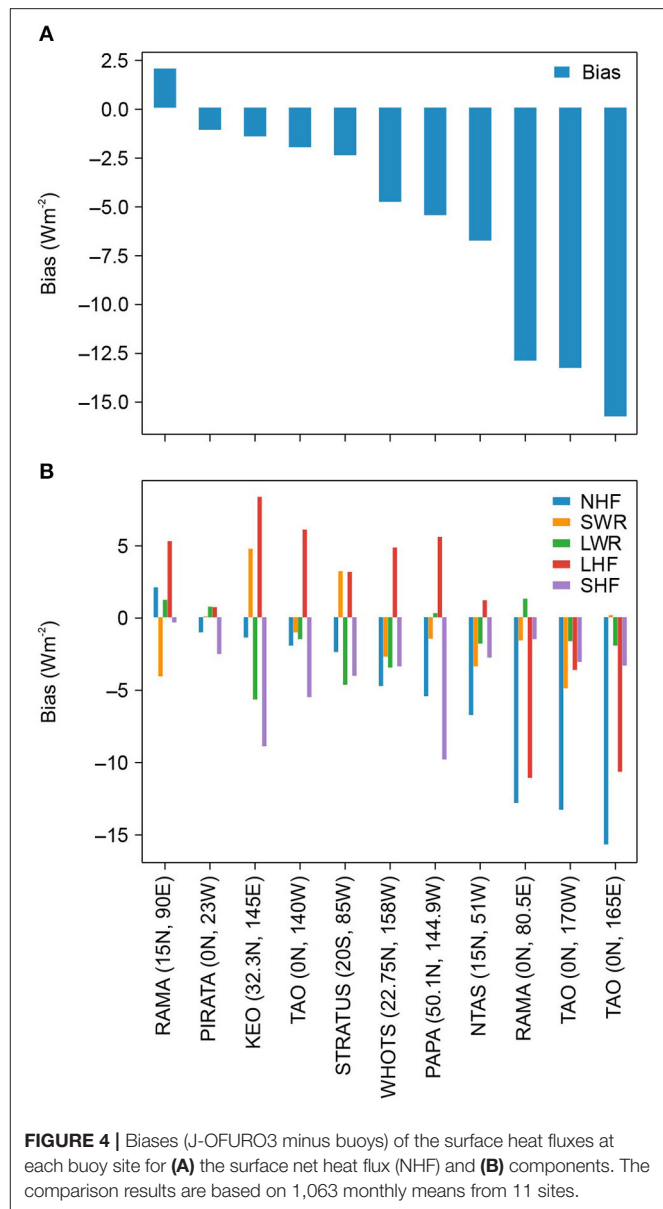 A
2.5
Bias
0.0
−2.5
−5.0
−7.5
−10.0
−12.5
−15.0
Bias (Wm-2)
B
NHF
SWR
LWR
LHF
SHF
5
0
−5
−10
−15
Bias (Wm-2)
RAMA (15N, 90E)
PIRATA (0N, 23W)
KEO (32.3N, 145E)
TAO (0N, 140W)
STRATUS (20S, 85W)
WHOTS (22.75N, 158W)
PAPA (50.1N, 144.9W)
NTAS (15N, 51W)
RAMA (0N, 80.5E)
TAO (0N, 170W)
TAO (0N, 165E)
FIGURE 4 | Biases (J-OFURO3 minus buoys) of the surface heat fluxes at
each buoy site for (A) the surface net heat flux (NHF) and (B) components. The
comparison results are based on 1,063 monthly means from 11 sites.